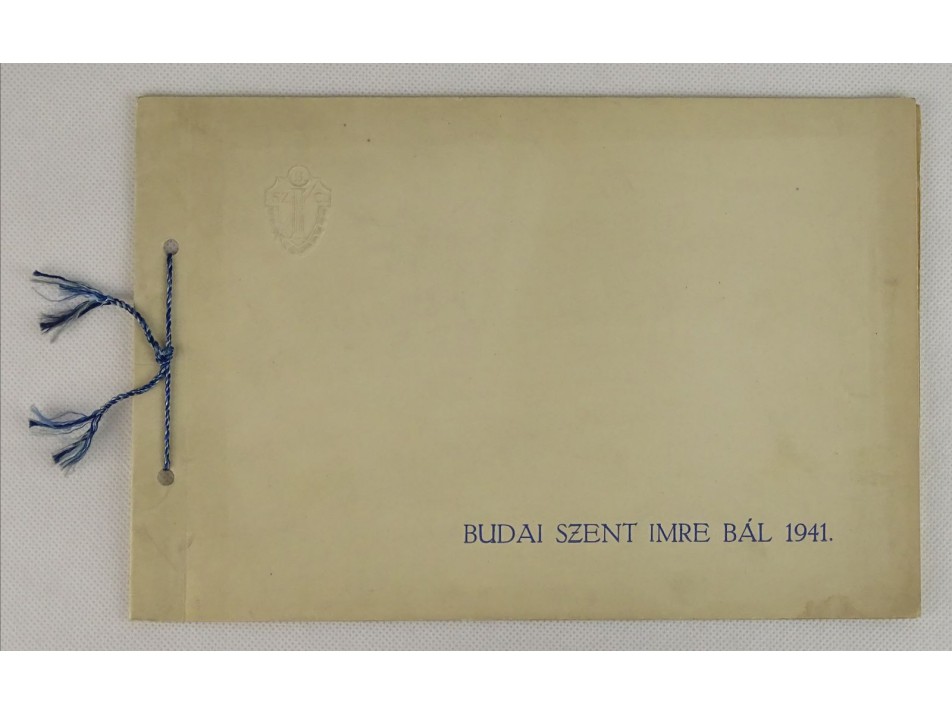 BUDAI SZENT IMRE BÁL 1941.